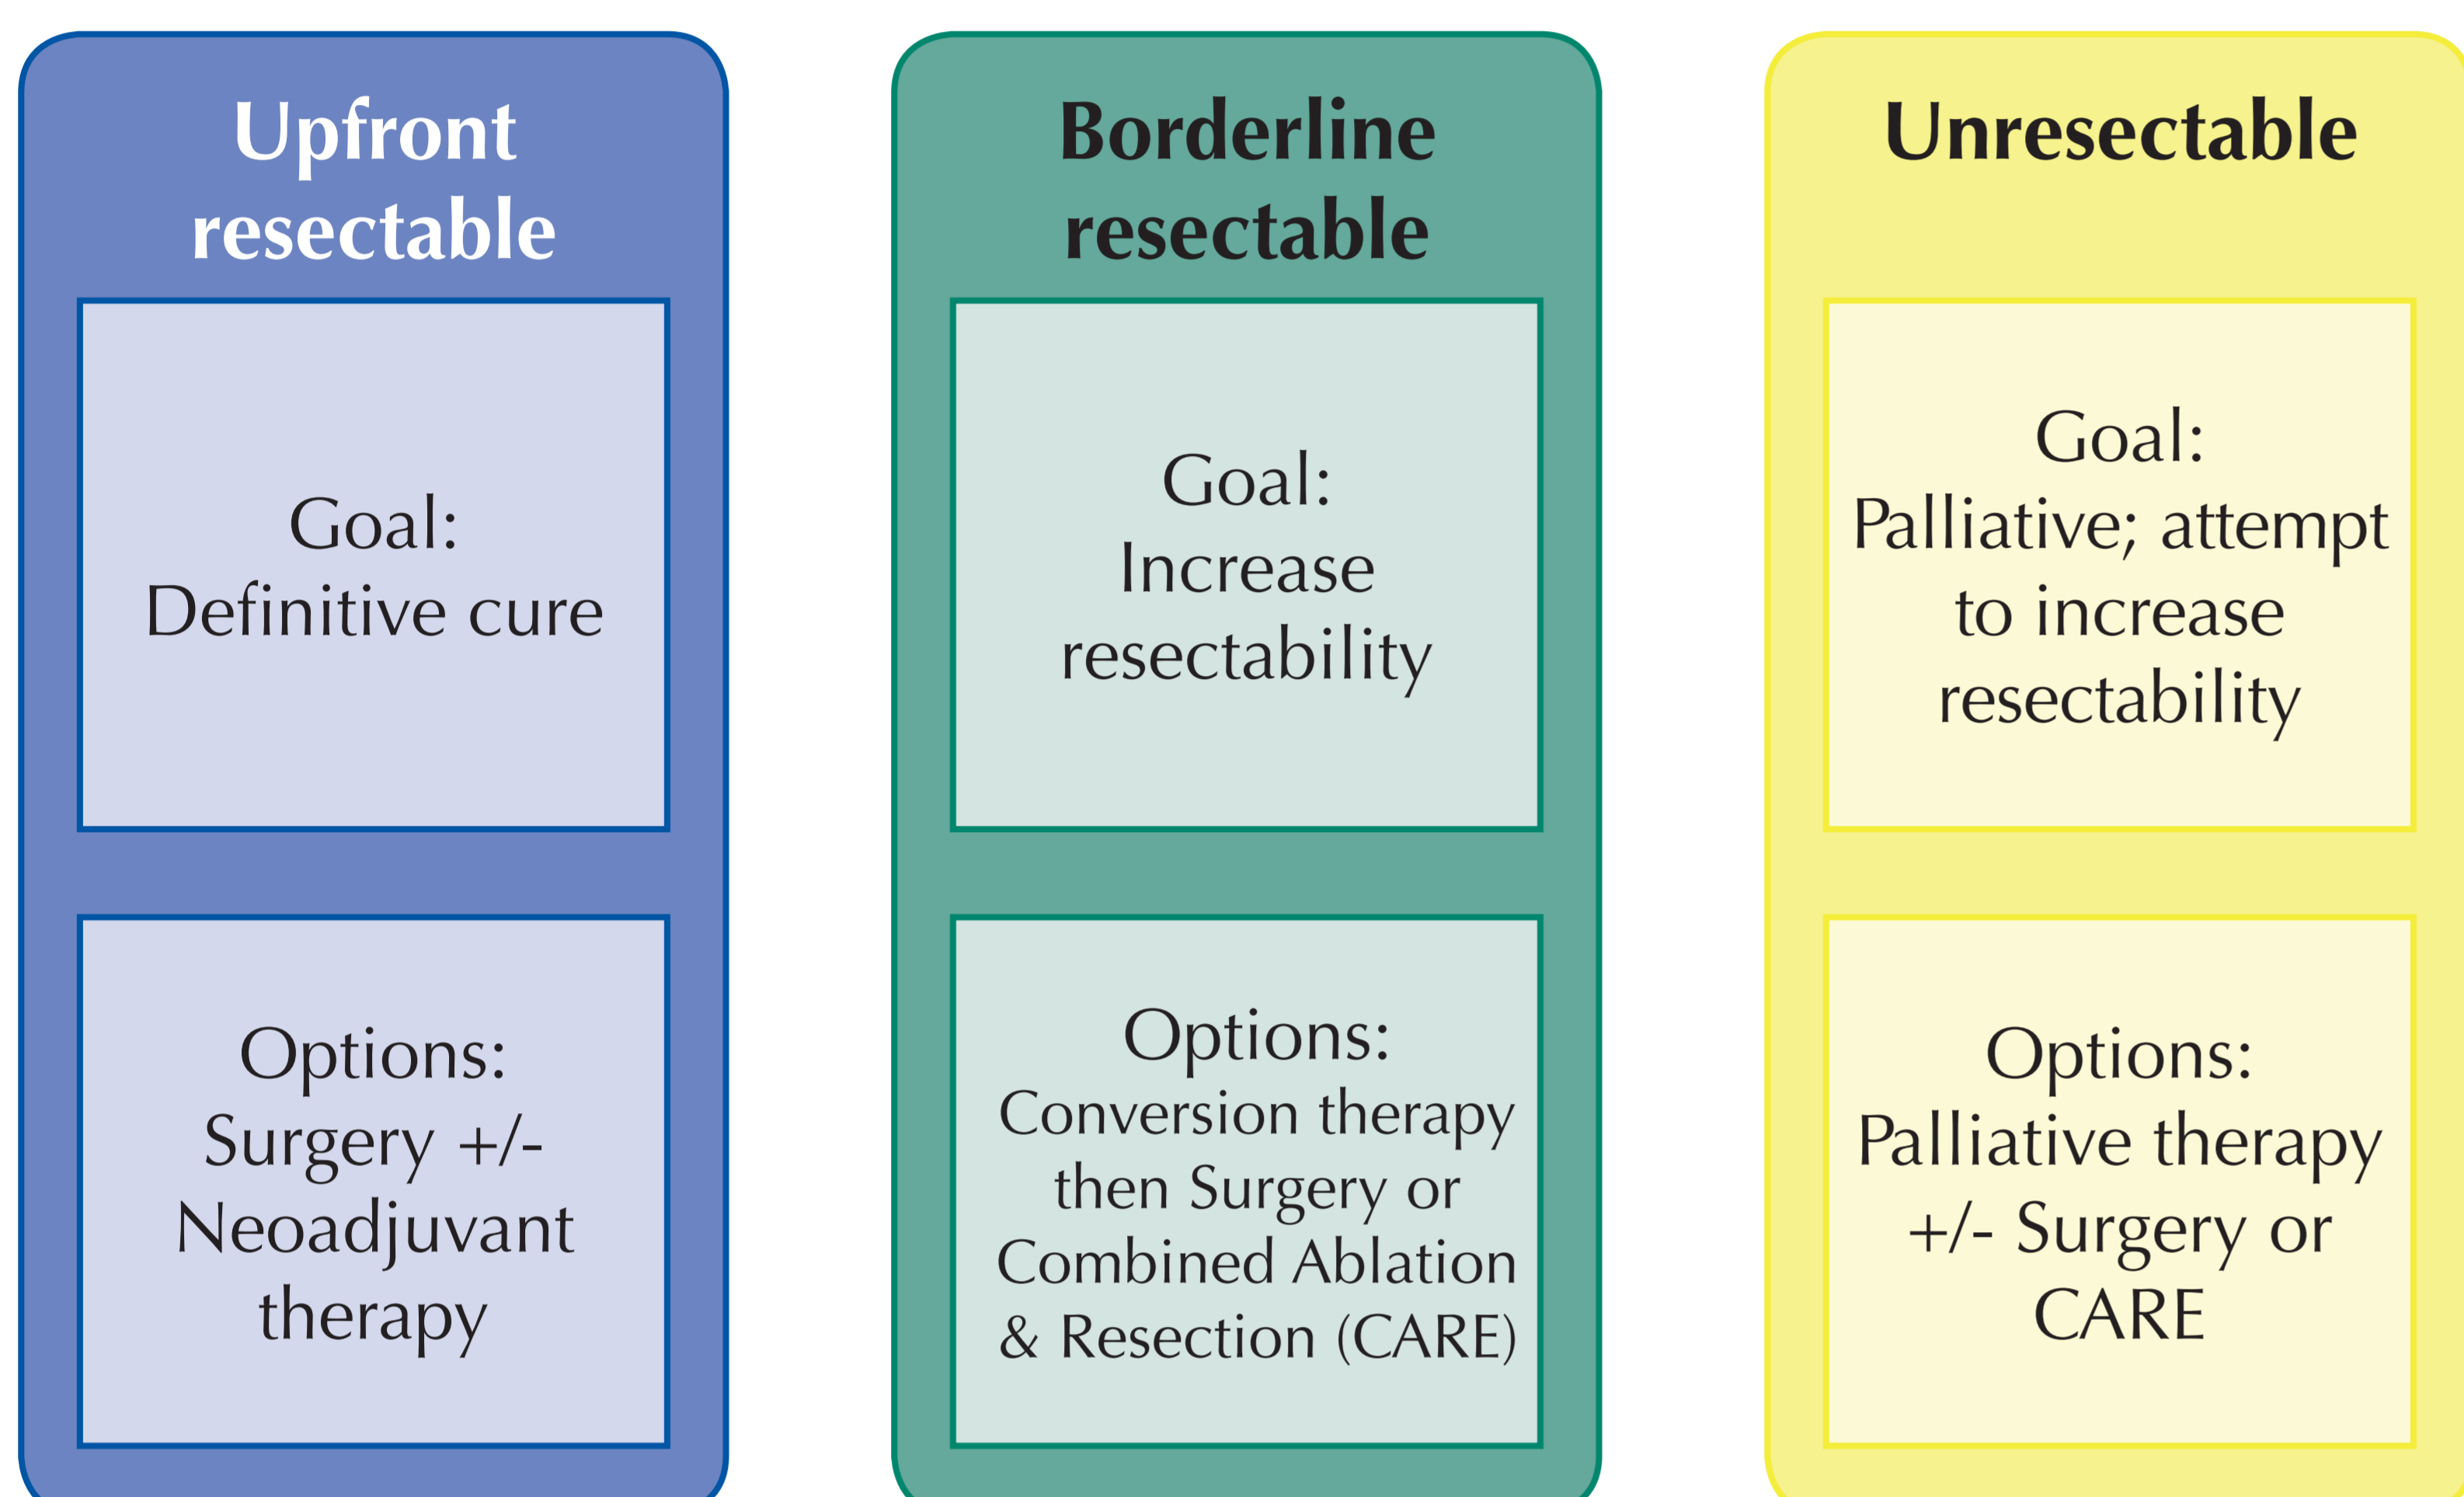 Upfront
resectable
Goal:
Definitive cure
Options:
Surgery +/-
Neoadjuvant
therapy
Borderline
resectable
Goal:
Increase
resectability
Options:
Conversion therapy
then Surgery or
Combined Ablation
& Resection (CARE)
Unresectable
Goal:
Palliative; attempt
to increase
resectability
Options:
Palliative therapy
+/- Surgery or
CARE